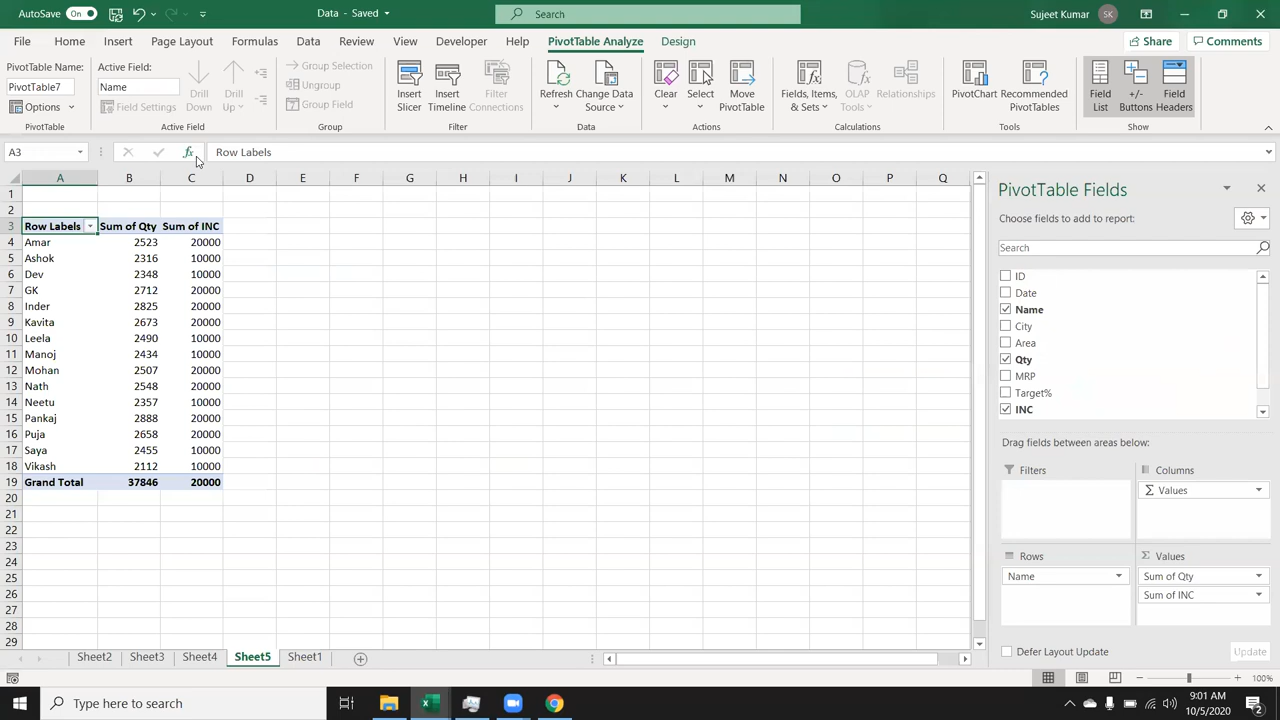 AutoSave On Data - Saved Search Sujeet Kumar SK
File Home Insert Page Layout Formulas Data Review View Developer Help PivotTable Analyze Design Share Comments
PivotTable Name:
PivotTable7
Options
PivotTable
Active Field:
Name
Field Settings
Drill Down
Drill Up
Active Field
Group Selection
Ungroup
Group Field
Group
Insert Slicer
Insert Timeline
Filter Connections
Filter
Refresh
Change Data Source
Data
Clear
Select
Move PivotTable
Actions
Fields, Items, & Sets
OLAP Tools
Relationships
Calculations
PivotChart
Recommended PivotTables
Tools
Field List
+/- Buttons
Field Headers
Show
A3 fx Row Labels
A B C D E F G H I J K L M N O P Q
1
2
3 Row Labels Sum of Qty Sum of INC
4 Amar 2523 20000
5 Ashok 2316 10000
6 Dev 2348 10000
7 GK 2712 20000
8 Inder 2825 20000
9 Kavita 2673 20000
10 Leela 2490 10000
11 Manoj 2434 10000
12 Mohan 2507 20000
13 Nath 2548 20000
14 Neetu 2357 10000
15 Pankaj 2888 20000
16 Puja 2658 20000
17 Saya 2455 10000
18 Vikash 2112 10000
19 Grand Total 37846 20000
20
21
22
23
24
25
26
27
28
29
PivotTable Fields
Choose fields to add to report:
Search
ID
Date
Name
City
Area
Qty
MRP
Target%
INC
Drag fields between areas below:
Filters
Columns
Σ Values
Rows
Name
Σ Values
Sum of Qty
Sum of INC
Defer Layout Update Update
Sheet2 Sheet3 Sheet4 Sheet5 Sheet1
100%
Type here to search
9:01 AM
10/5/2020